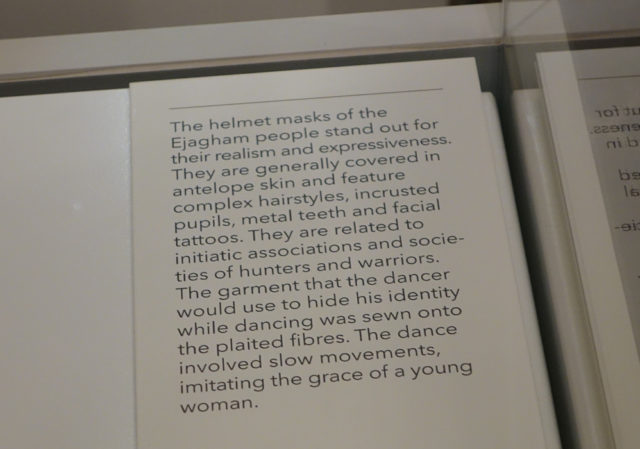 The helmet masks of the
Ejagham people stand out for
their realism and expressiveness.
They are generally covered in
antelope skin and feature
complex hairstyles, incrusted
pupils, metal teeth and facial
tattoos. They are related to
initiatic associations and socie-
ties of hunters and warriors.
The garment that the dancer
would use to hide his identity
while dancing was sewn onto
the plaited fibres. The dance
involved slow movements,
imitating the grace of a young
woman.